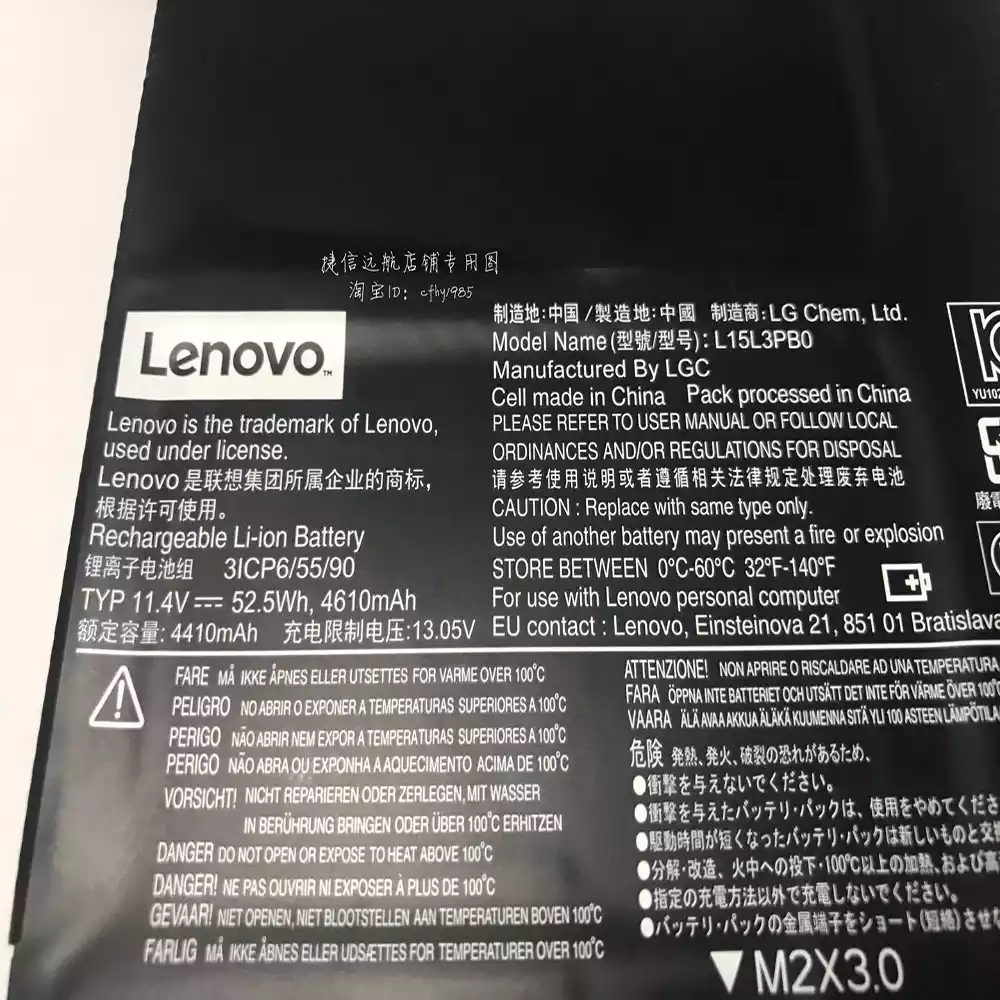 捷信远航店铺专用图
淘宝ID：cfhy1985
Lenovo™
Lenovo is the trademark of Lenovo,
used under license.
Lenovo 是联想集团所属企业的商标，
根据许可使用。
Rechargeable Li-ion Battery
锂离子电池组 3ICP6/55/90
TYP 11.4V⎓ 52.5Wh, 4610mAh
额定容量: 4410mAh 充电限制电压:13.05V
制造地:中国/製造地:中國 制造商:LG Chem, Ltd.
Model Name(型號/型号): L15L3PB0
Manufactured By LGC
Cell made in China Pack processed in China
PLEASE REFER TO USER MANUAL OR FOLLOW LOCAL
ORDINANCES AND/OR REGULATIONS FOR DISPOSAL
请参考使用说明或者遵循相关法律规定处理废弃电池
CAUTION : Replace with same type only.
Use of another battery may present a fire or explosion
STORE BETWEEN 0°C-60°C 32°F-140°F
For use with Lenovo personal computer
EU contact : Lenovo, Einsteinova 21, 851 01 Bratislava
YU102
廢電
FARE MÅ IKKE ÅPNES ELLER UTSETTES FOR VARME OVER 100°C
PELIGRO NO ABRIR O EXPONER A TEMPERATURAS SUPERIORES A 100°C
PERIGO NÃO ABRIR NEM EXPOR A TEMPERATURAS SUPERIORES A 100°C
PERIGO NÃO ABRA OU EXPONHA A AQUECIMENTO ACIMA DE 100°C
VORSICHT! NICHT REPARIEREN ODER ZERLEGEN, MIT WASSER
IN BERÜHRUNG BRINGEN ODER ÜBER 100°C ERHITZEN
DANGER DO NOT OPEN OR EXPOSE TO HEAT ABOVE 100°C
DANGER! NE PAS OUVRIR NI EXPOSER À PLUS DE 100°C
GEVAAR! NIET OPENEN, NIET BLOOTSTELLEN AAN TEMPERATUREN BOVEN 100°C
FARLIG MÅ IKKE ÅBNES ELLER UDSÆTTES FOR TEMPERATURER OVER 100°C
ATTENZIONE! NON APRIRE O RISCALDARE AD UNA TEMPERATURA
FARA ÖPPNA INTE BATTERIET OCH UTSÄTT DET INTE FÖR VÄRME ÖVER 100°
VAARA ÄLÄ AVAA AKKUA ÄLÄKÄ KUUMENNA SITÄ YLI 100 ASTEEN LÄMPÖTILA
危険 発熱、発火、破裂の恐れがあるため、
●衝撃を与えないでください。
●衝撃を与えたバッテリ・パックは、使用をやめてくださ
●駆動時間が短くなったバッテリ・パックは新しいものと交
●分解・改造、火中への投下・100℃以上の加熱、および高
●指定の充電方法以外で充電しないでください。
●バッテリ・パックの金属端子をショート(短絡)させ
▼M2X3.0